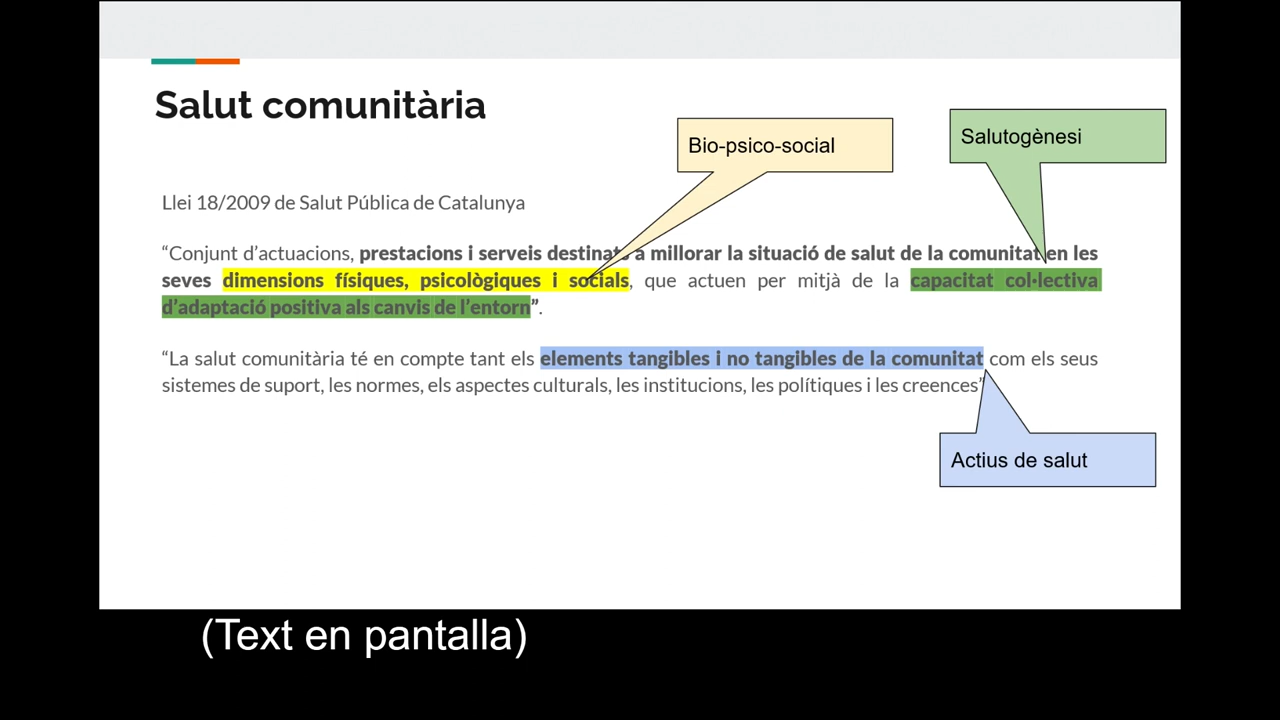 Salut comunitària
Bio-psico-social
Salutogènesi
Llei 18/2009 de Salut Pública de Catalunya
“Conjunt d’actuacions, prestacions i serveis destinats a millorar la situació de salut de la comunitat en les
seves dimensions físiques, psicològiques i socials, que actuen per mitjà de la capacitat col·lectiva
d’adaptació positiva als canvis de l’entorn”.
“La salut comunitària té en compte tant els elements tangibles i no tangibles de la comunitat com els seus
sistemes de suport, les normes, els aspectes culturals, les institucions, les polítiques i les creences”
Actius de salut
(Text en pantalla)